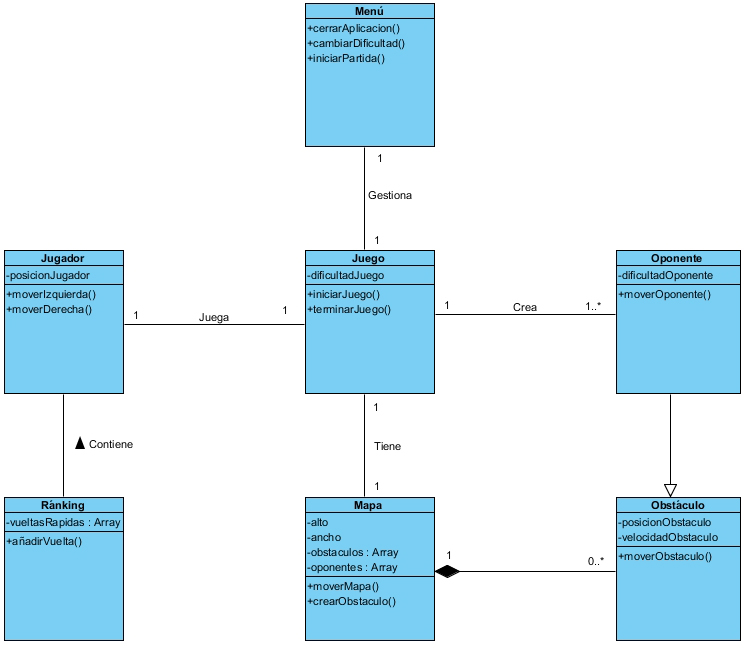 Menú
+cerrarAplicacion()
+cambiarDificultad()
+iniciarPartida()
1
Gestiona
1
Jugador
-posicionJugador
+moverIzquierda()
+moverDerecha()
1
Juega
1
Juego
-dificultadJuego
+iniciarJuego()
+terminarJuego()
1
Crea
1..*
Oponente
-dificultadOponente
+moverOponente()
Contiene
1
Tiene
1
Ránking
-vueltasRapidas : Array
+añadirVuelta()
Mapa
-alto
-ancho
-obstaculos : Array
-oponentes : Array
+moverMapa()
+crearObstaculo()
1
0..*
Obstáculo
-posicionObstaculo
-velocidadObstaculo
+moverObstaculo()